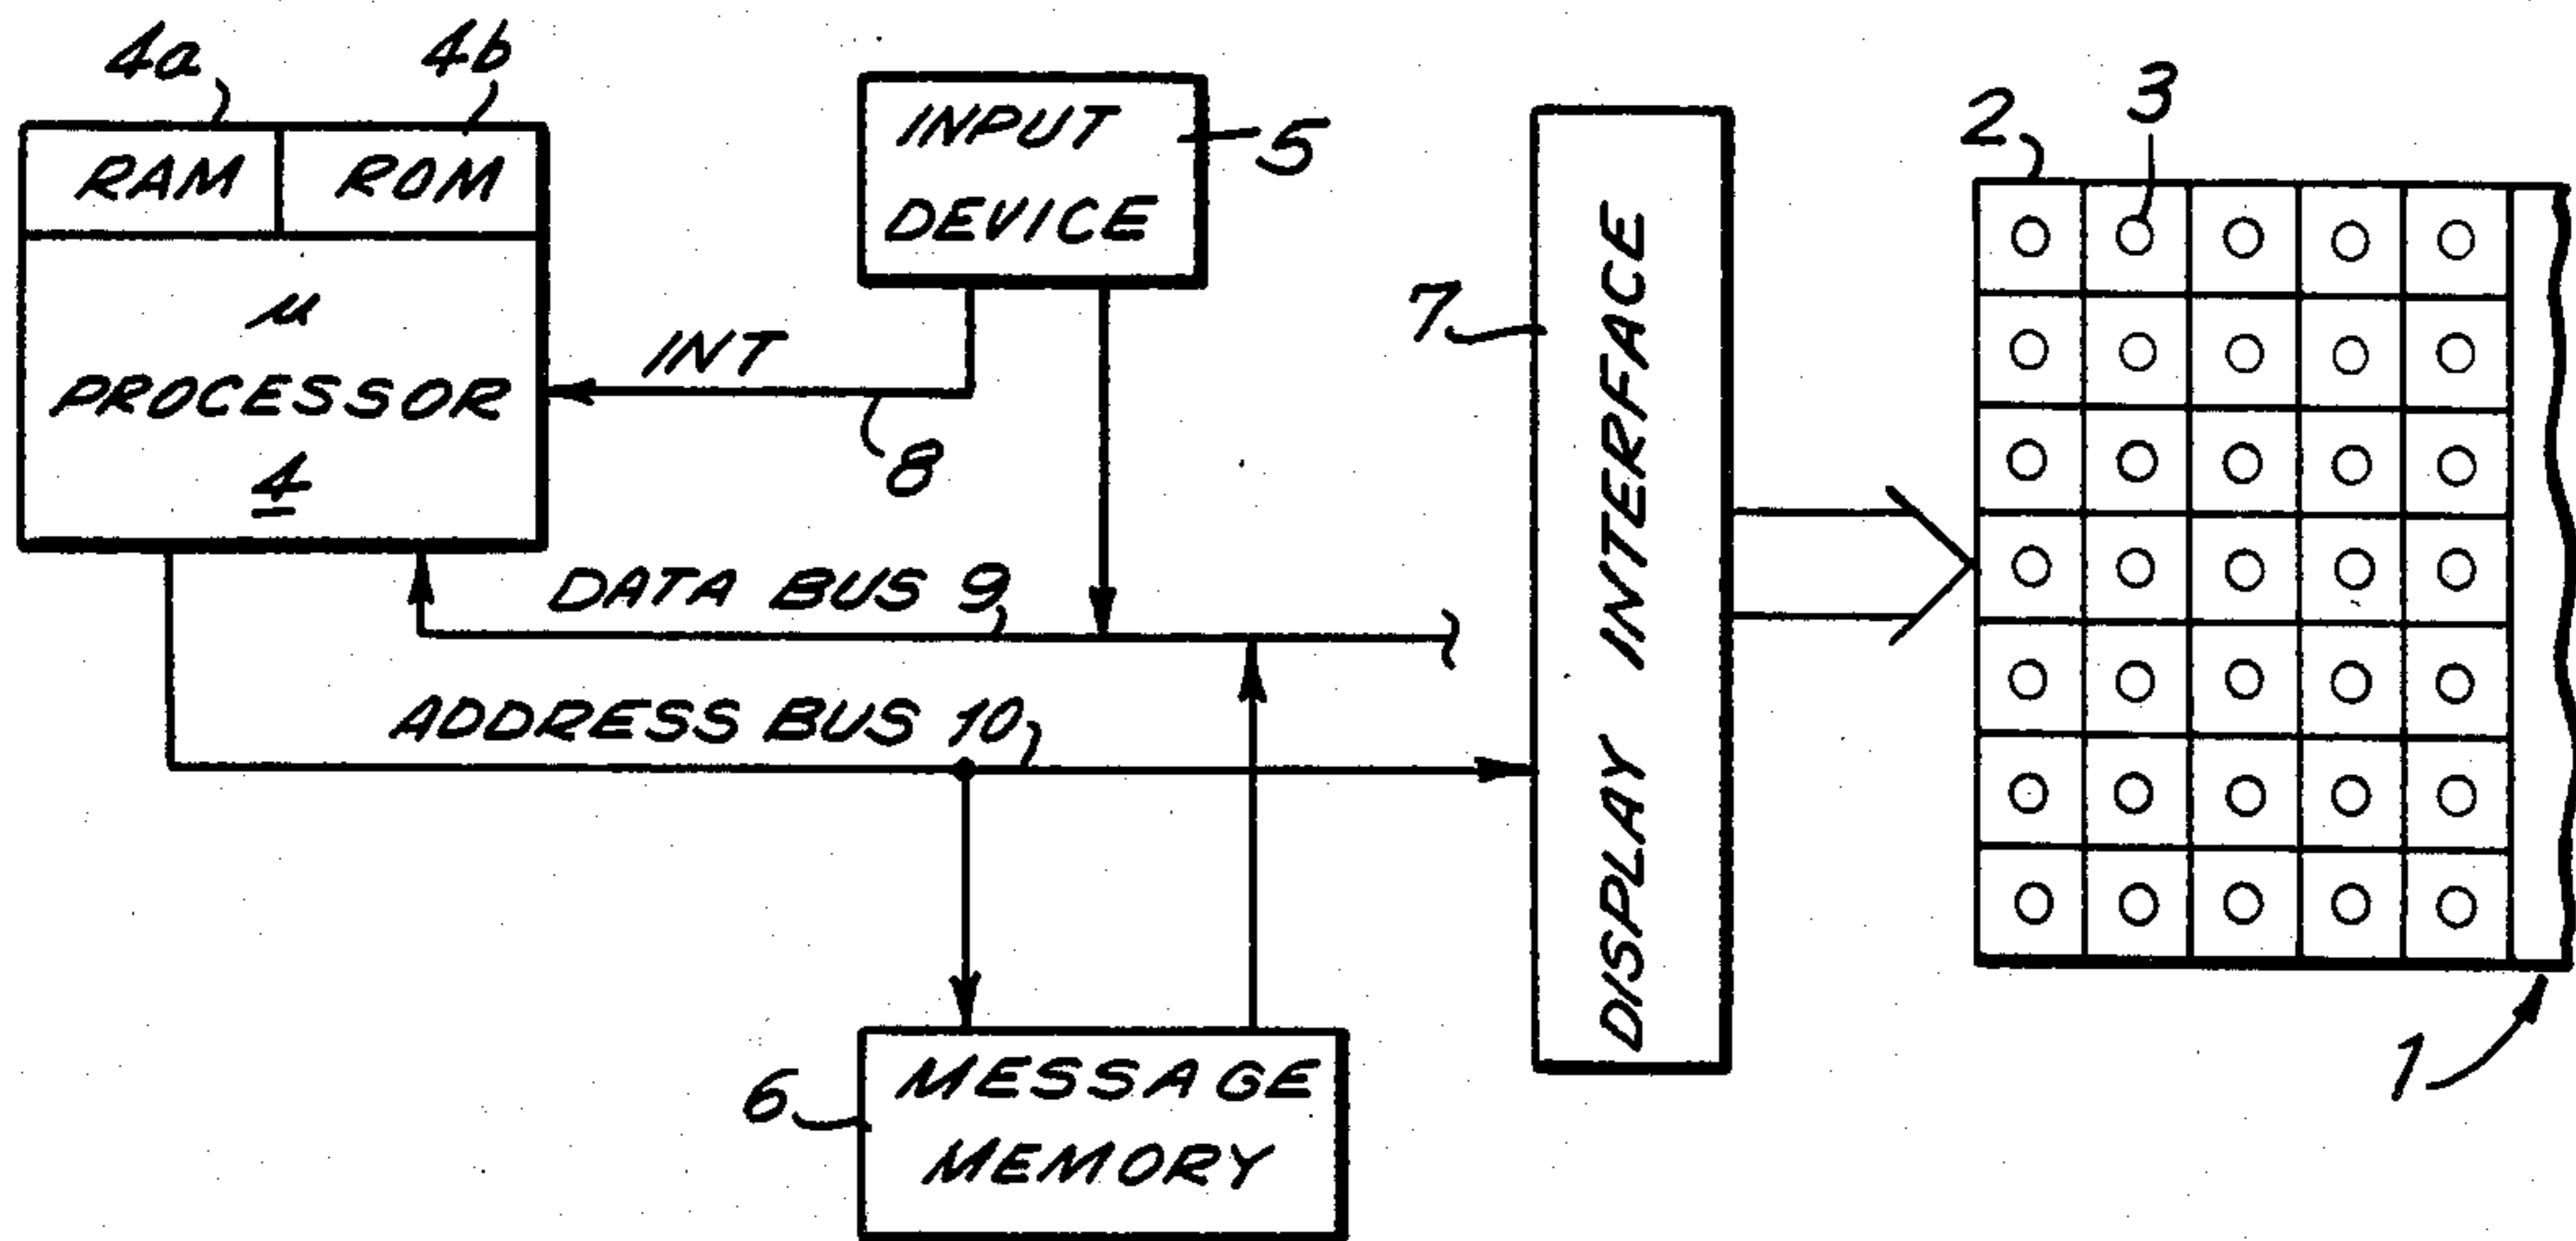 4a
4b
RAM
ROM
μ
PROCESSOR
4
INPUT
DEVICE
5
INT
8
DATA BUS 9
ADDRESS BUS 10
6
MESSAGE
MEMORY
7
DISPLAY INTERFACE
2
3
1